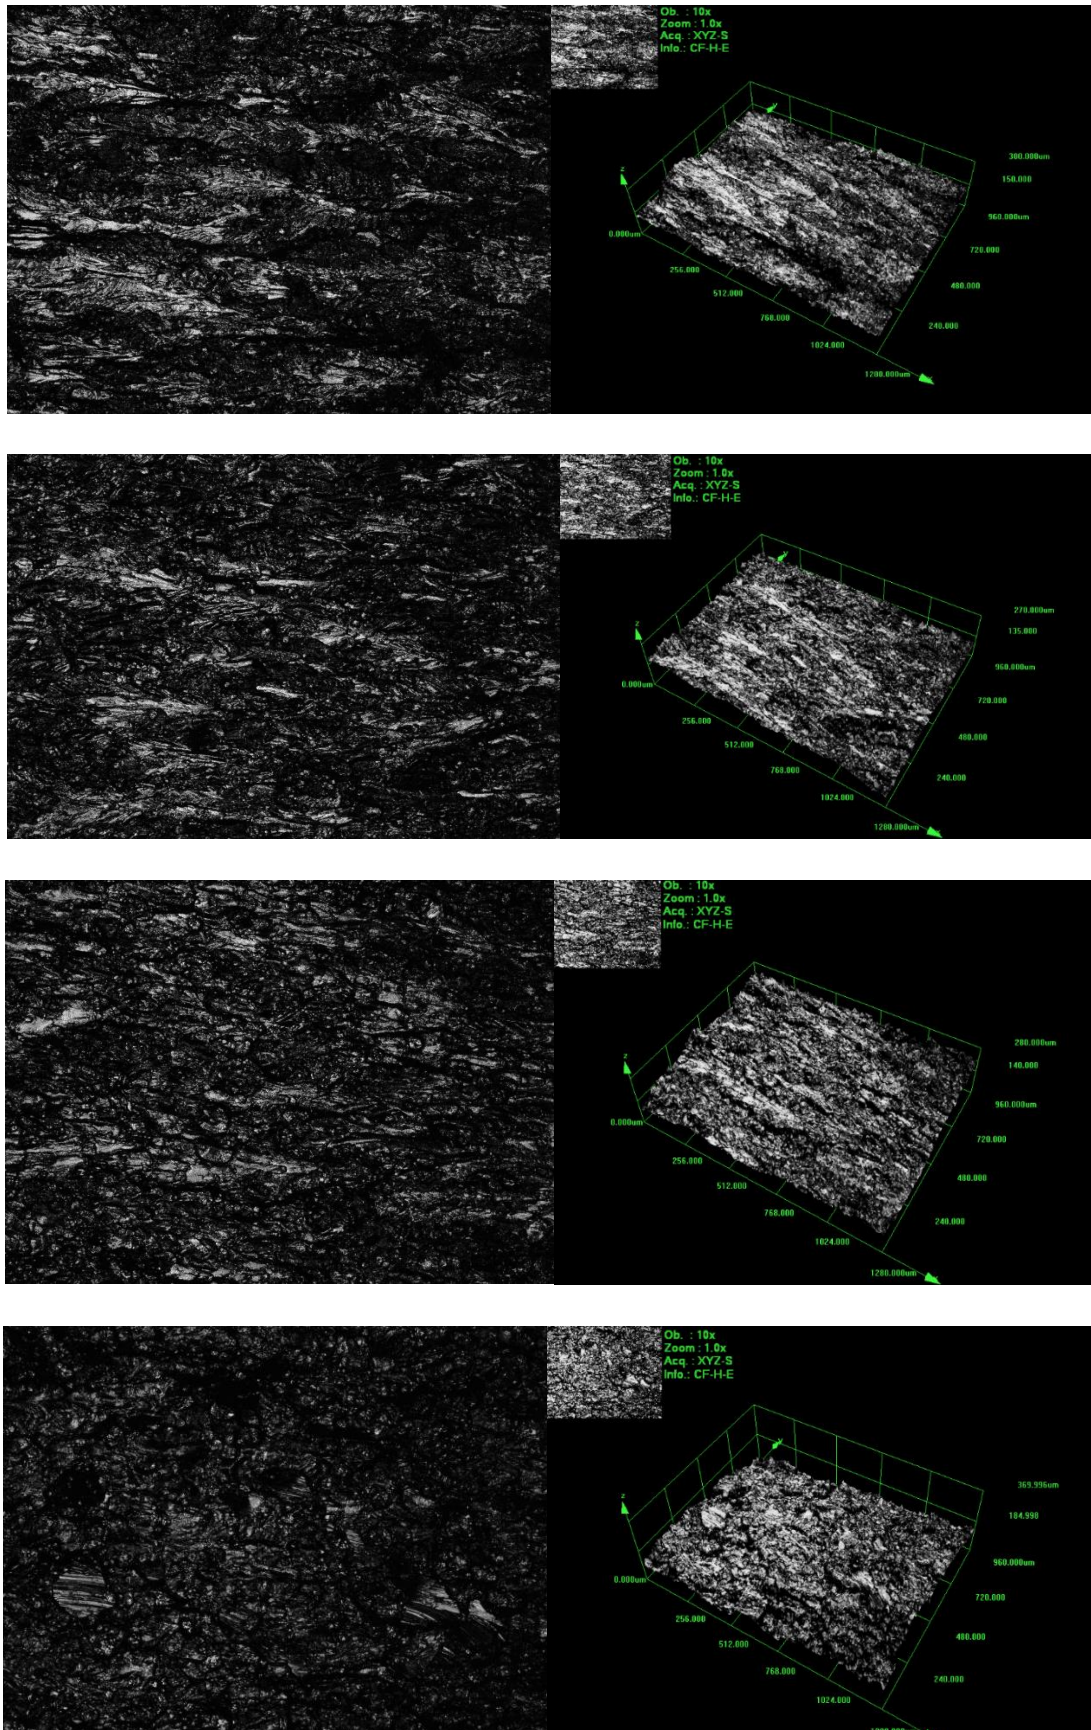 Ob. : 10x
Zoom : 1.0x
Acq. : XYZ-S
Info.: CF-H-E
z
y
300.000um
150.000
960.000um
720.000
480.000
240.000
0.000um
256.000
512.000
768.000
1024.000
1280.000um
Ob. : 10x
Zoom : 1.0x
Acq. : XYZ-S
Info.: CF-H-E
z
270.000um
135.000
960.000um
720.000
480.000
240.000
0.000um
256.000
512.000
768.000
1024.000
1280.000um
Ob. : 10x
Zoom : 1.0x
Acq. : XYZ-S
Info.: CF-H-E
z
280.000um
140.000
960.000um
720.000
480.000
240.000
0.000um
256.000
512.000
768.000
1024.000
1280.000um
Ob. : 10x
Zoom : 1.0x
Acq. : XYZ-S
Info.: CF-H-E
z
y
369.996um
184.998
960.000um
720.000
480.000
240.000
0.000um
256.000
512.000
768.000
1024.000